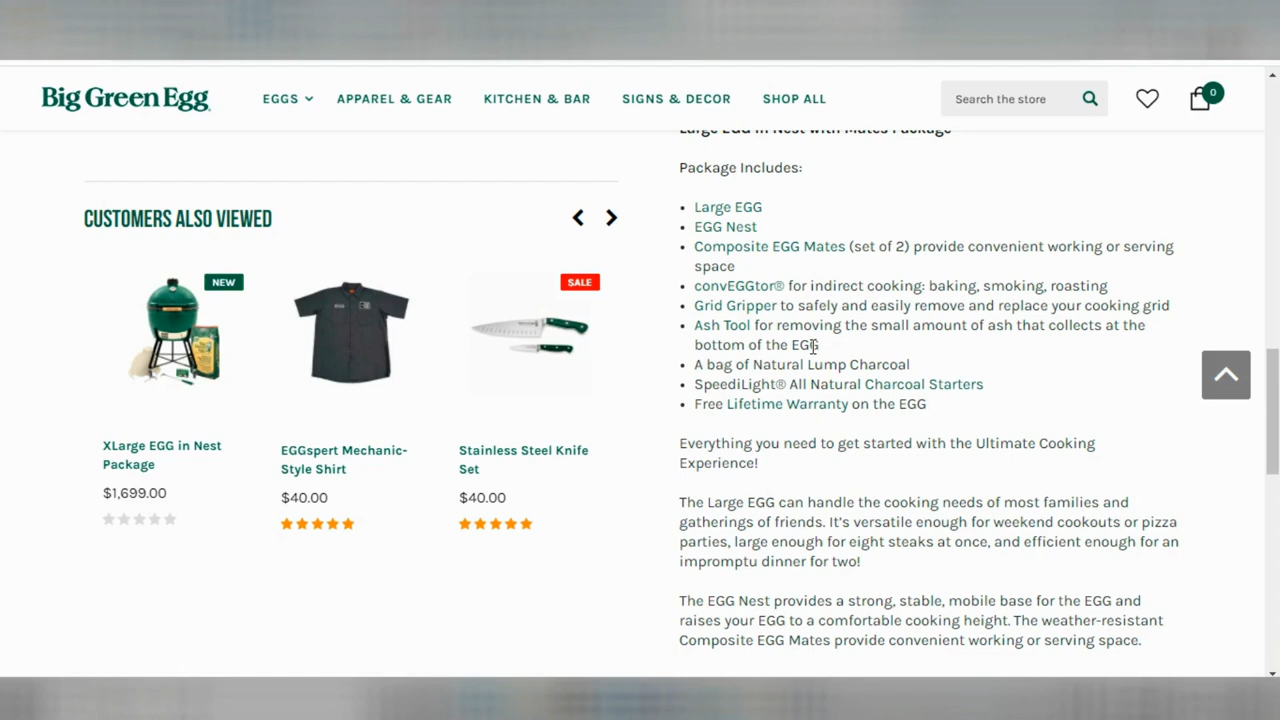 Big Green Egg
EGGS
APPAREL & GEAR
KITCHEN & BAR
SIGNS & DECOR
SHOP ALL
Search the store
0
CUSTOMERS ALSO VIEWED
NEW
XLarge EGG in Nest
Package
$1,699.00
EGGspert Mechanic-
Style Shirt
$40.00
SALE
Stainless Steel Knife
Set
$40.00
Large EGG in Nest with Mates Package
Package Includes:
• Large EGG
• EGG Nest
• Composite EGG Mates (set of 2) provide convenient working or serving
space
• convEGGtor® for indirect cooking: baking, smoking, roasting
• Grid Gripper to safely and easily remove and replace your cooking grid
• Ash Tool for removing the small amount of ash that collects at the
bottom of the EGG
• A bag of Natural Lump Charcoal
• SpeediLight® All Natural Charcoal Starters
• Free Lifetime Warranty on the EGG
Everything you need to get started with the Ultimate Cooking
Experience!
The Large EGG can handle the cooking needs of most families and
gatherings of friends. It’s versatile enough for weekend cookouts or pizza
parties, large enough for eight steaks at once, and efficient enough for an
impromptu dinner for two!
The EGG Nest provides a strong, stable, mobile base for the EGG and
raises your EGG to a comfortable cooking height. The weather-resistant
Composite EGG Mates provide convenient working or serving space.